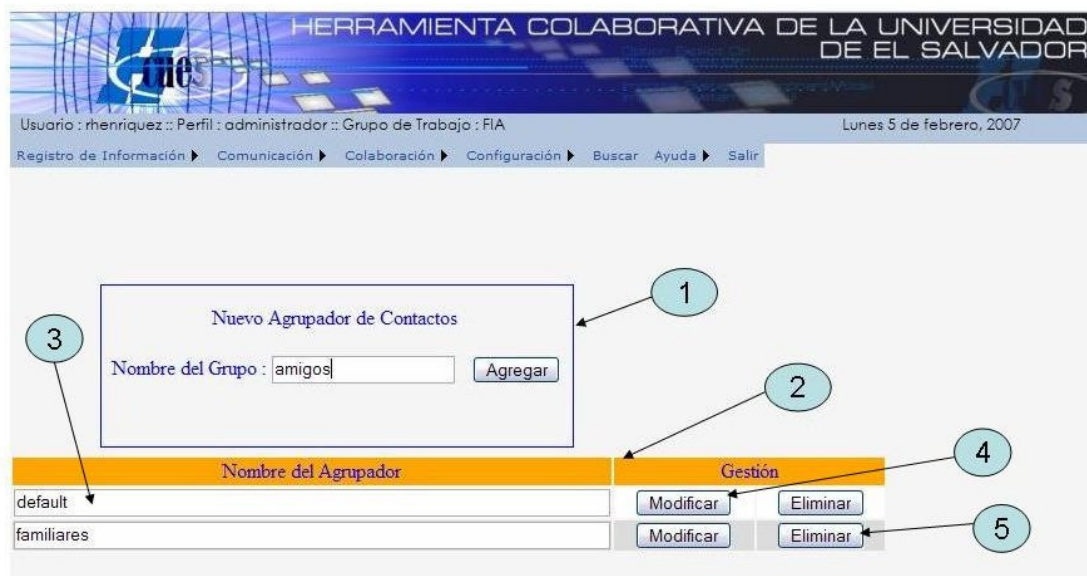 HERRAMIENTA COLABORATIVA DE LA UNIVERSIDAD
DE EL SALVADOR
cues
Usuario : rhenriquez :: Perfil : administrador :: Grupo de Trabajo : FIA
Lunes 5 de febrero, 2007
Registro de Información Comunicación Colaboración Configuración Buscar Ayuda Salir
1
Nuevo Agrupador de Contactos
3
Nombre del Grupo : amigos Agregar
2
4
Nombre del Agrupador Gestión
default Modificar Eliminar
familiares Modificar Eliminar
5